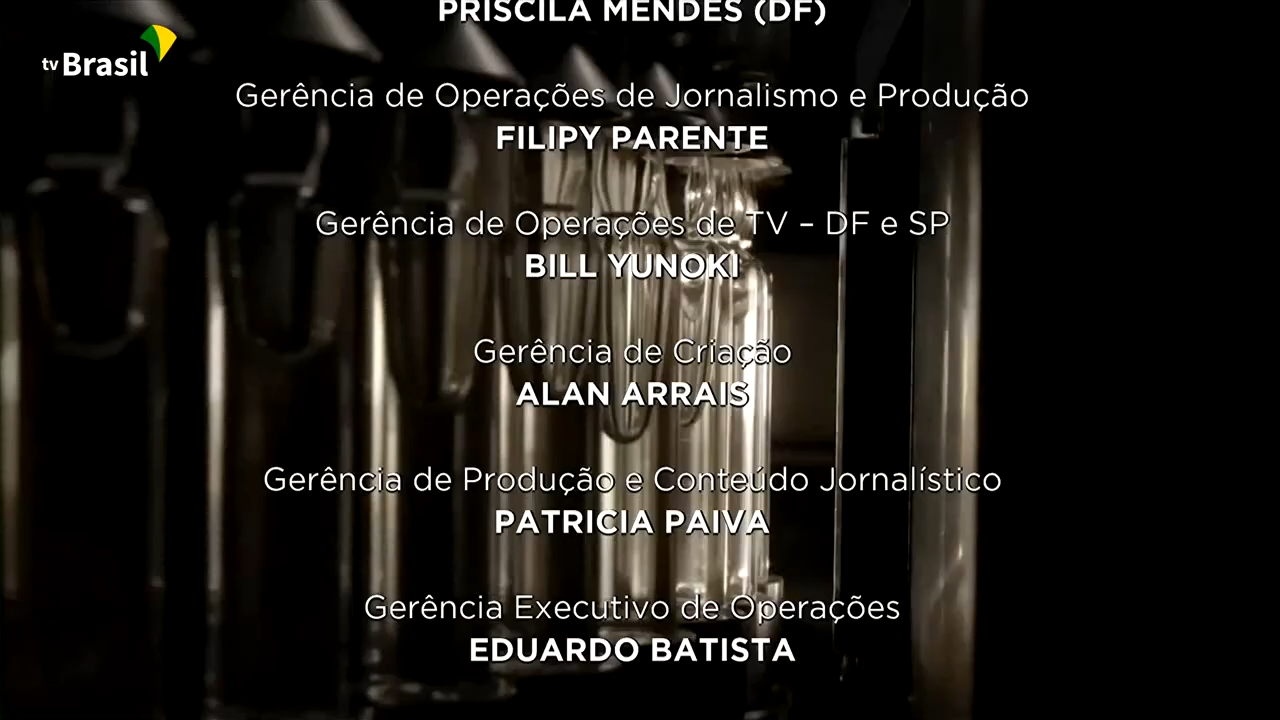 PRISCILA MENDES (DF)
tv Brasil
Gerência de Operações de Jornalismo e Produção
FILIPY PARENTE
Gerência de Operações de TV – DF e SP
BILL YUNOKI
Gerência de Criação
ALAN ARRAIS
Gerência de Produção e Conteúdo Jornalístico
PATRICIA PAIVA
Gerência Executivo de Operações
EDUARDO BATISTA